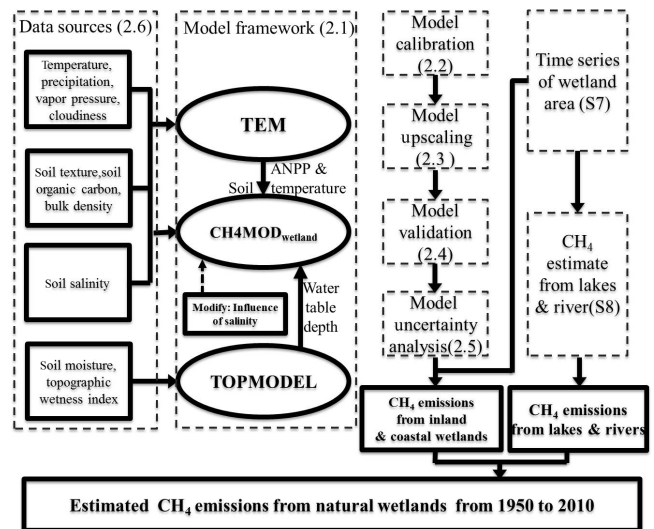 Data sources (2.6)
Temperature,
precipitation,
vapor pressure,
cloudiness
Soil texture,soil
organic carbon,
bulk density
Soil salinity
Soil moisture,
topographic
wetness index
Model framework (2.1)
TEM
ANPP &
Soil temperature
CH4MODwetland
Modify: Influence
of salinity
Water
table
depth
TOPMODEL
Model
calibration
(2.2)
Model
upscaling
(2.3 )
Model
validation
(2.4)
Model
uncertainty
analysis(2.5)
Time series
of wetland
area (S7)
CH4
estimate
from lakes
& river(S8)
CH4 emissions
from inland
& coastal wetlands
CH4 emissions
from lakes & rivers
Estimated CH4 emissions from natural wetlands from 1950 to 2010